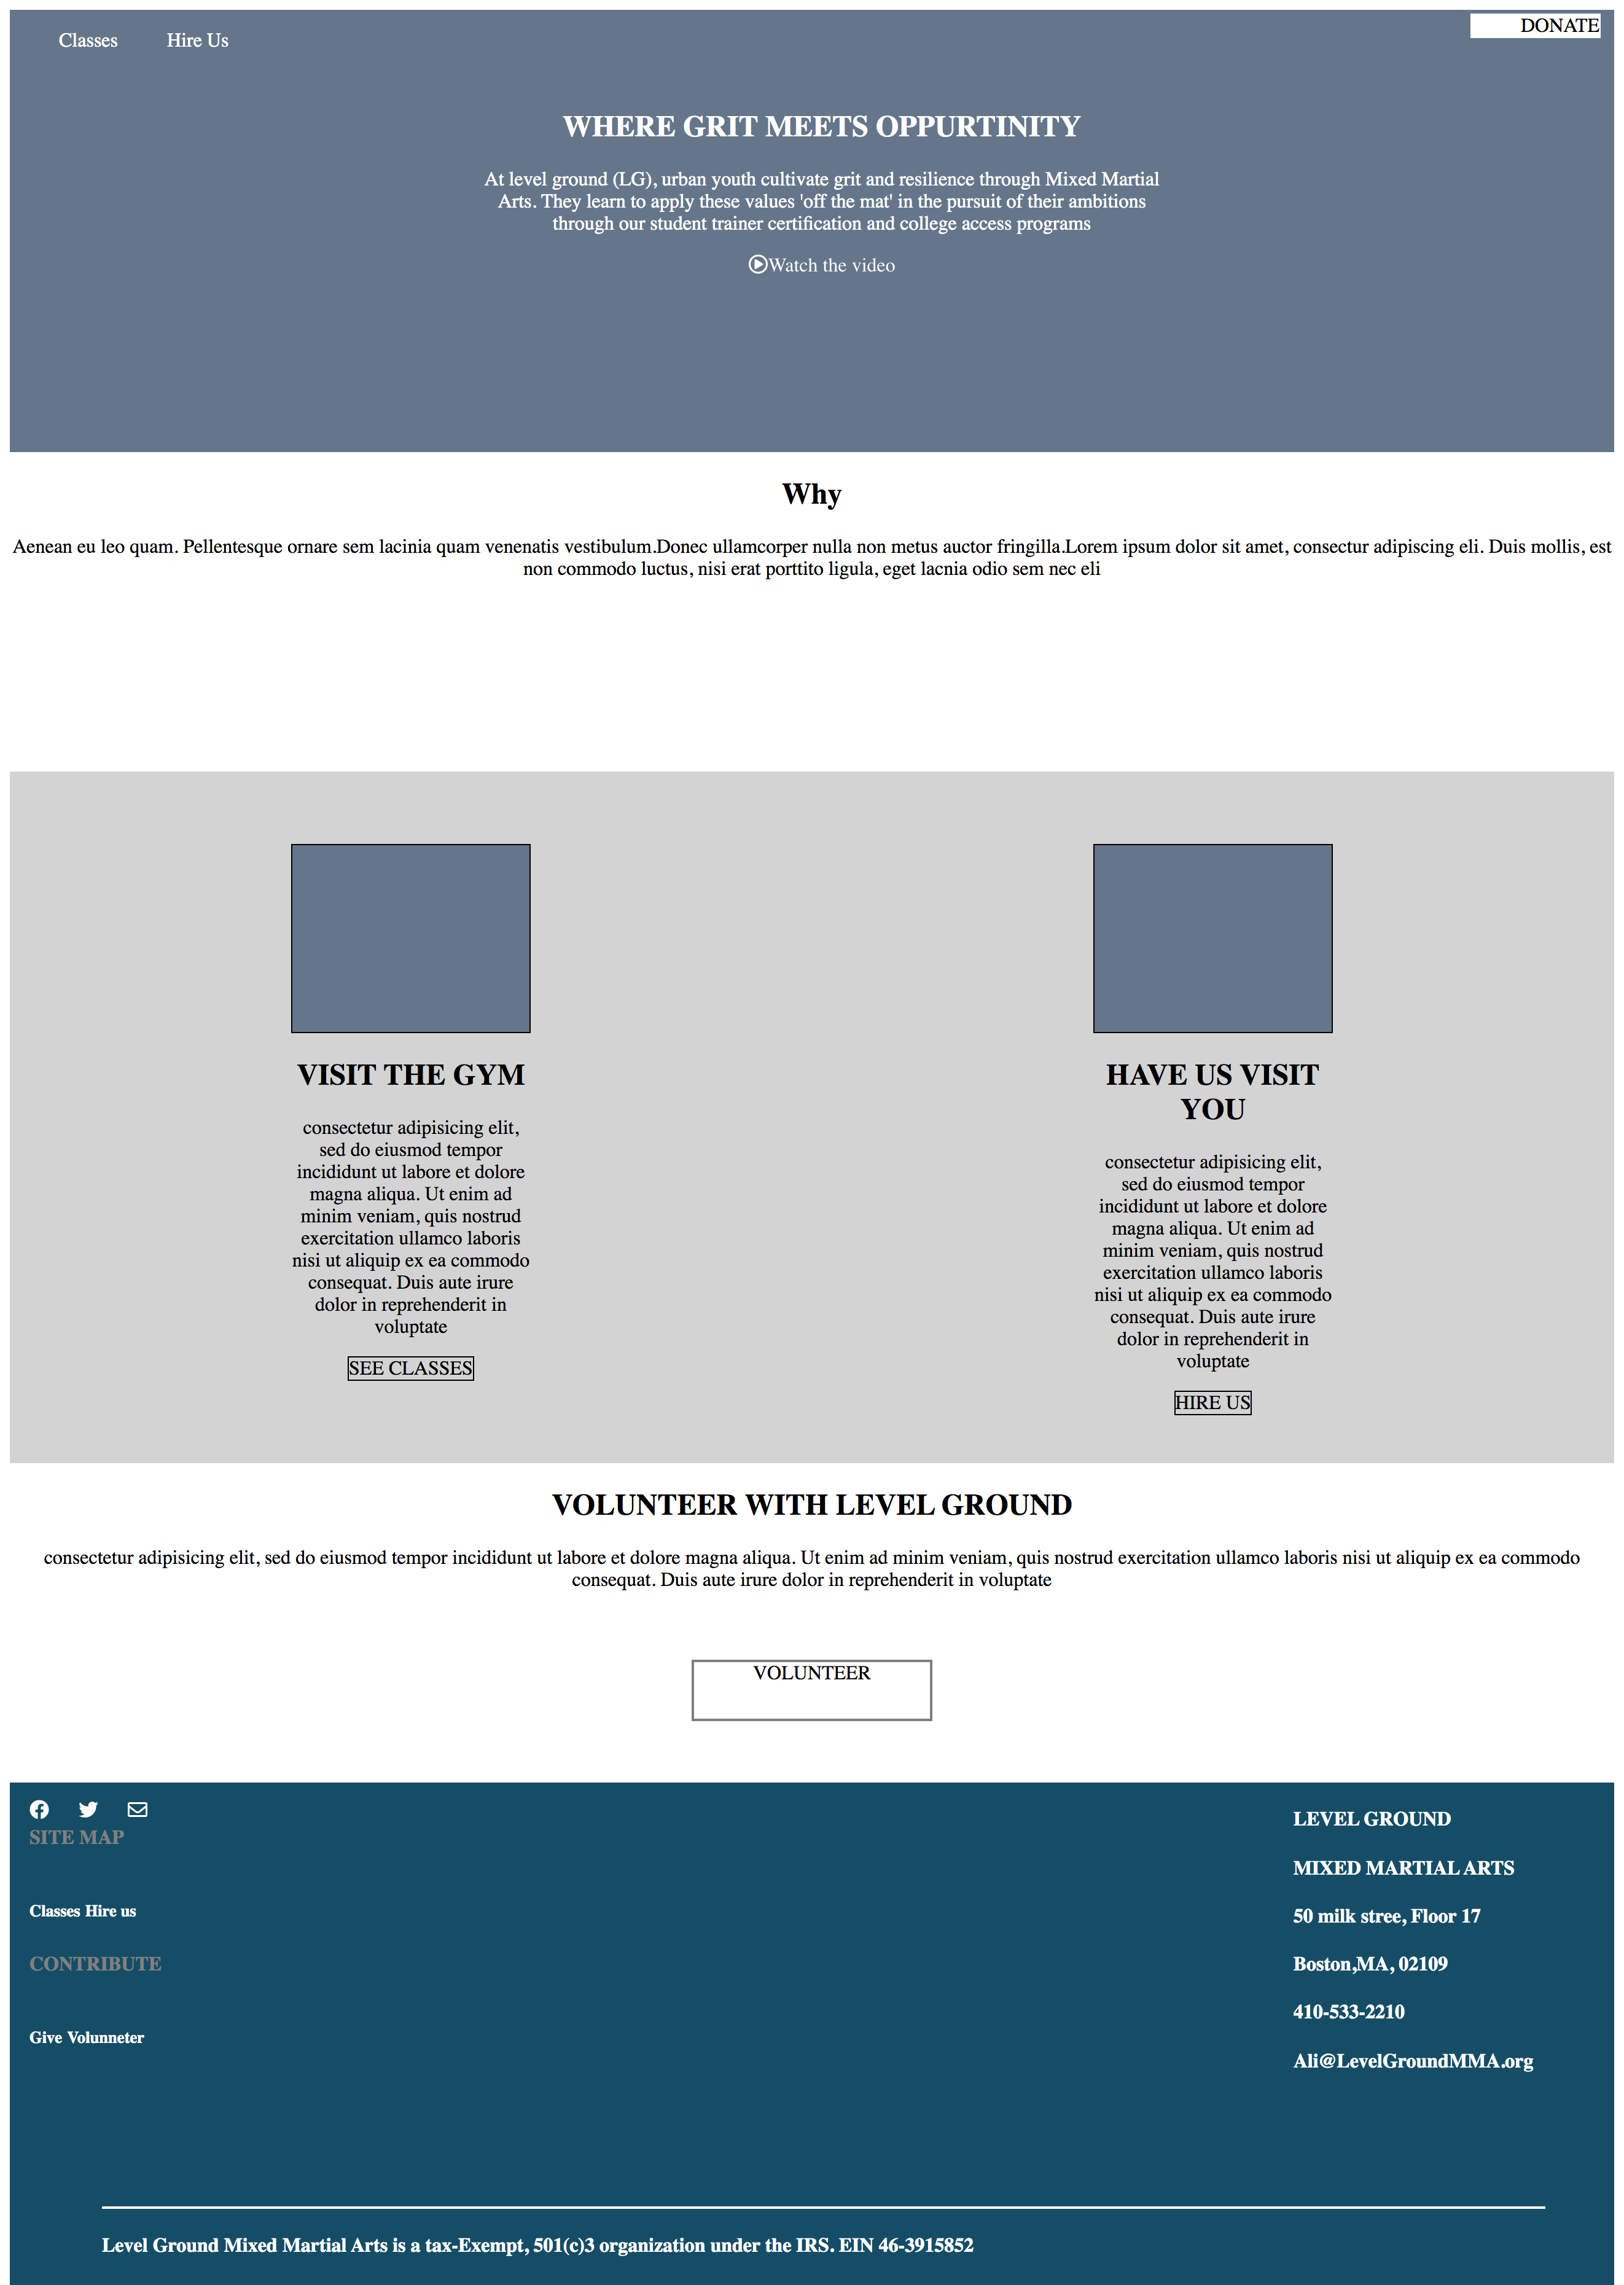 Classes Hire Us DONATE
WHERE GRIT MEETS OPPURTINITY
At level ground (LG), urban youth cultivate grit and resilience through Mixed Martial
Arts. They learn to apply these values 'off the mat' in the pursuit of their ambitions
through our student trainer certification and college access programs
Watch the video
Why
Aenean eu leo quam. Pellentesque ornare sem lacinia quam venenatis vestibulum.Donec ullamcorper nulla non metus auctor fringilla.Lorem ipsum dolor sit amet, consectur adipiscing eli. Duis mollis, est
non commodo luctus, nisi erat porttito ligula, eget lacnia odio sem nec eli
VISIT THE GYM
consectetur adipisicing elit,
sed do eiusmod tempor
incididunt ut labore et dolore
magna aliqua. Ut enim ad
minim veniam, quis nostrud
exercitation ullamco laboris
nisi ut aliquip ex ea commodo
consequat. Duis aute irure
dolor in reprehenderit in
voluptate
SEE CLASSES
HAVE US VISIT
YOU
consectetur adipisicing elit,
sed do eiusmod tempor
incididunt ut labore et dolore
magna aliqua. Ut enim ad
minim veniam, quis nostrud
exercitation ullamco laboris
nisi ut aliquip ex ea commodo
consequat. Duis aute irure
dolor in reprehenderit in
voluptate
HIRE US
VOLUNTEER WITH LEVEL GROUND
consectetur adipisicing elit, sed do eiusmod tempor incididunt ut labore et dolore magna aliqua. Ut enim ad minim veniam, quis nostrud exercitation ullamco laboris nisi ut aliquip ex ea commodo
consequat. Duis aute irure dolor in reprehenderit in voluptate
VOLUNTEER
SITE MAP
Classes Hire us
CONTRIBUTE
Give Volunneter
LEVEL GROUND
MIXED MARTIAL ARTS
50 milk stree, Floor 17
Boston,MA, 02109
410-533-2210
Ali@LevelGroundMMA.org
Level Ground Mixed Martial Arts is a tax-Exempt, 501(c)3 organization under the IRS. EIN 46-3915852